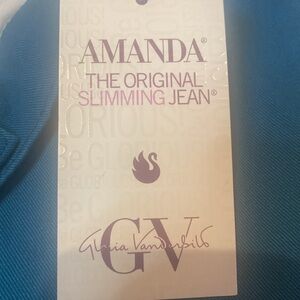 AMANDA®
THE ORIGINAL
SLIMMING JEAN®
GV
Gloria Vanderbilt